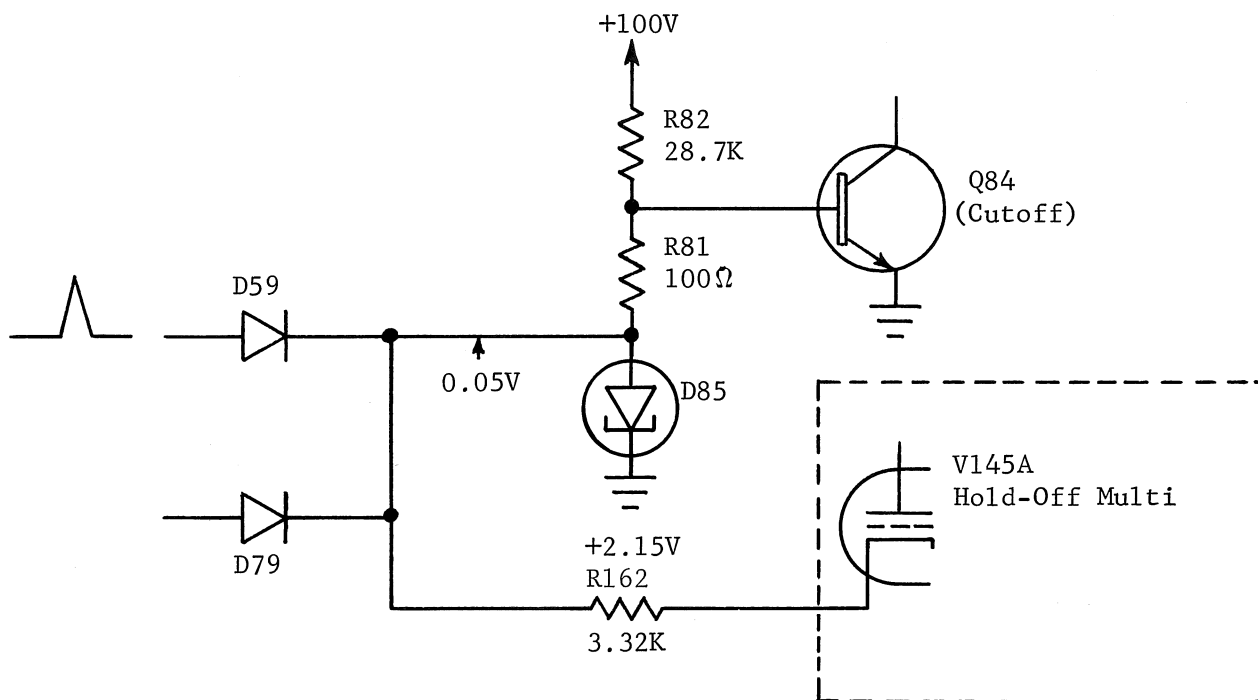 +100V
R82
28.7K
Q84
(Cutoff)
R81
100Ω
D59
0.05V
D85
V145A
Hold-Off Multi
+2.15V
D79
R162
3.32K